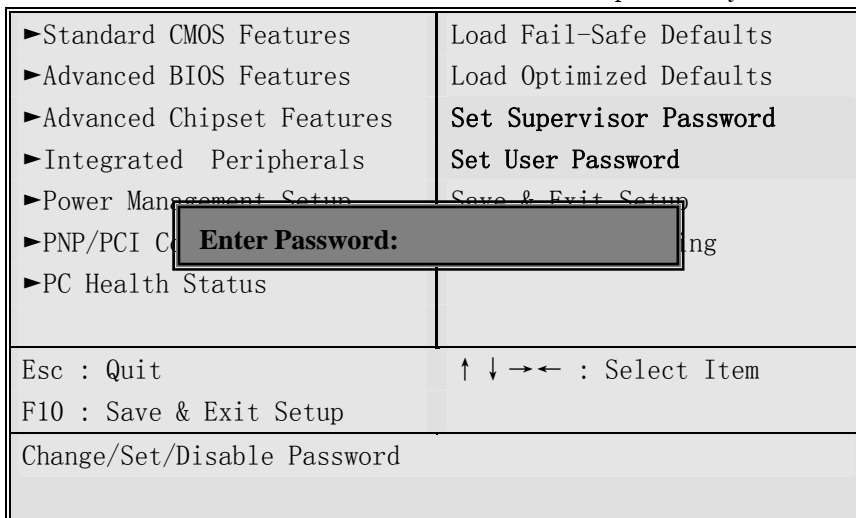 ►Standard CMOS Features
►Advanced BIOS Features
►Advanced Chipset Features
►Integrated Peripherals
►Power Management Setup
►PNP/PCI Co
►PC Health Status
Load Fail-Safe Defaults
Load Optimized Defaults
Set Supervisor Password
Set User Password
Save & Exit Setup
ing
Enter Password:
Esc : Quit
↑↓→← : Select Item
F10 : Save & Exit Setup
Change/Set/Disable Password